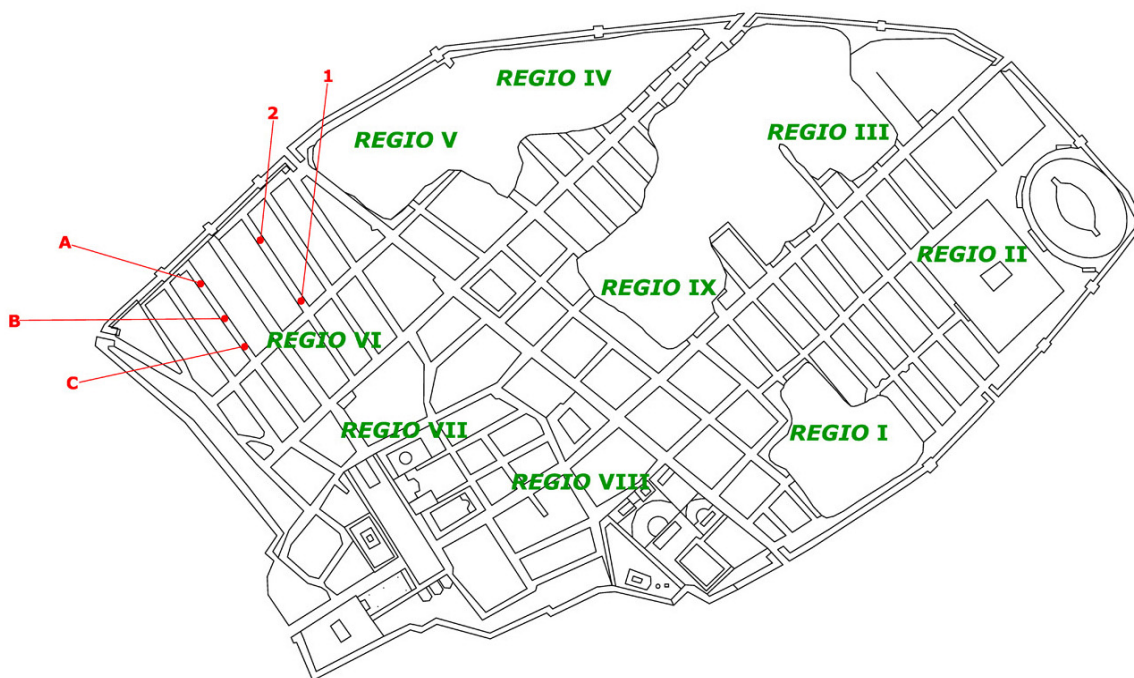 1
REGIO IV
2
REGIO V
REGIO III
A
REGIO II
REGIO IX
B
REGIO VI
C
REGIO VII
REGIO I
REGIO VIII